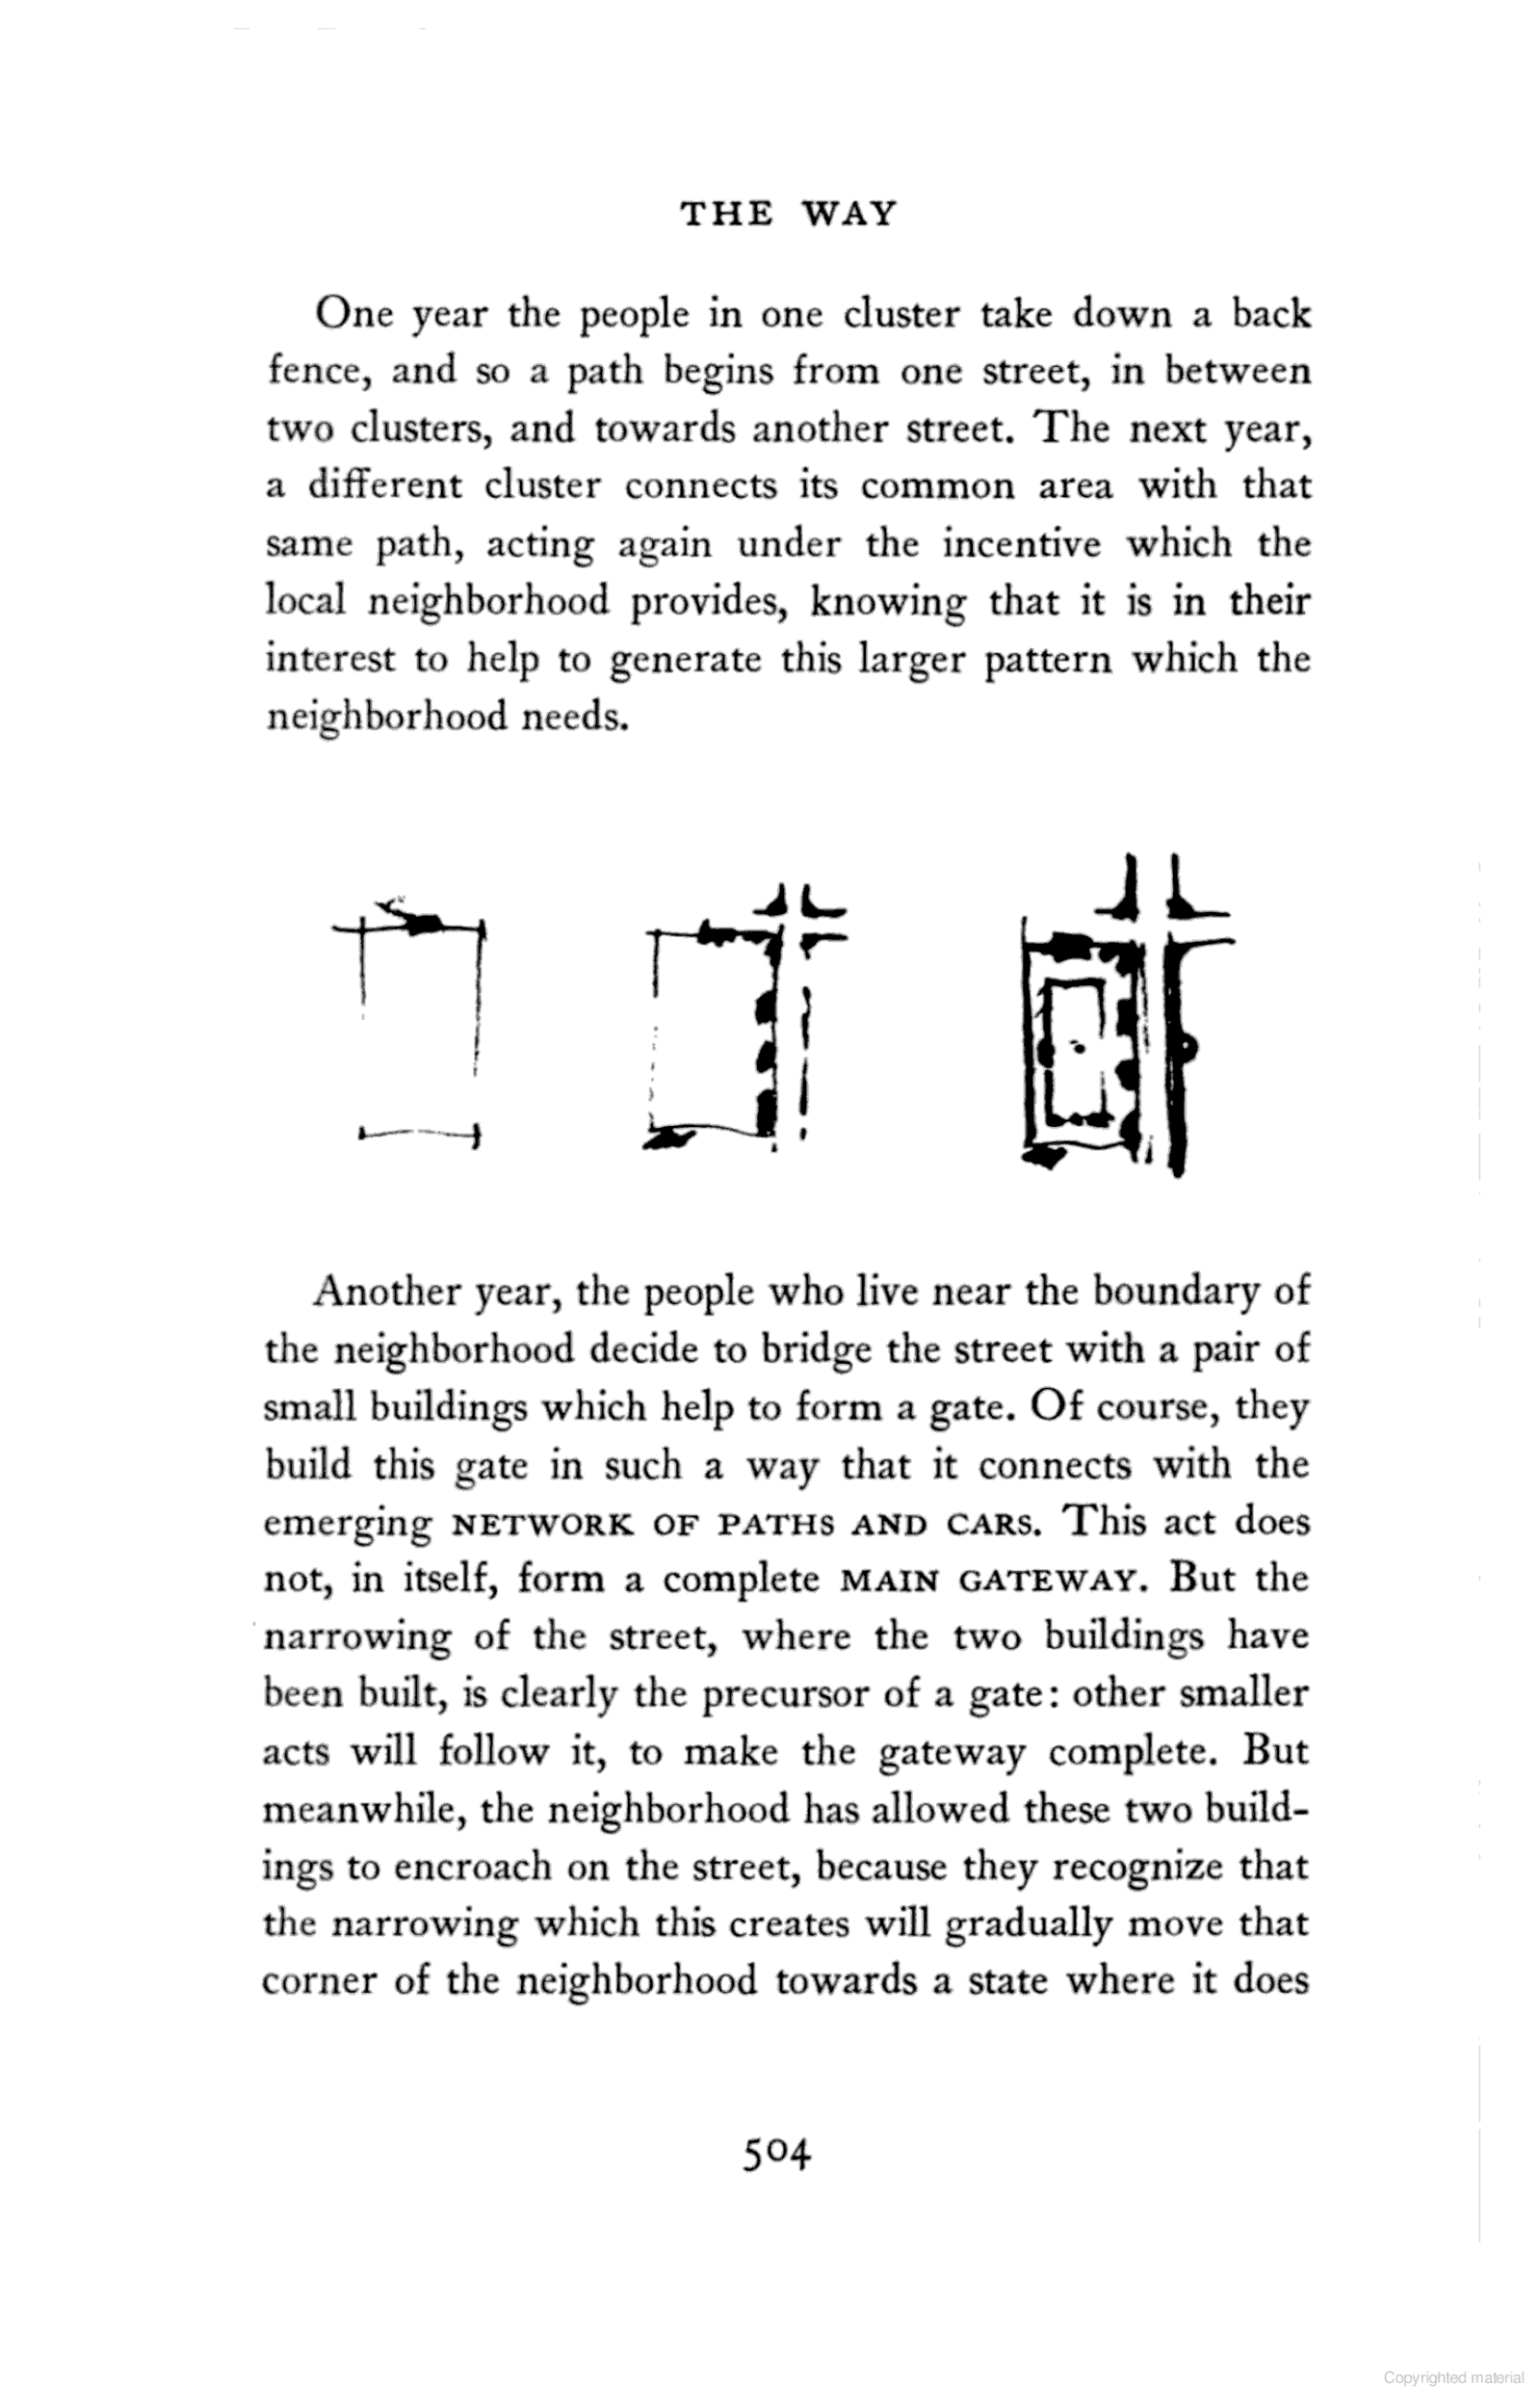 THE WAY
One year the people in one cluster take down a back
fence, and so a path begins from one street, in between
two clusters, and towards another street. The next year,
a different cluster connects its common area with that
same path, acting again under the incentive which the
local neighborhood provides, knowing that it is in their
interest to help to generate this larger pattern which the
neighborhood needs.
Another year, the people who live near the boundary of
the neighborhood decide to bridge the street with a pair of
small buildings which help to form a gate. Of course, they
build this gate in such a way that it connects with the
emerging NETWORK OF PATHS AND CARS. This act does
not, in itself, form a complete MAIN GATEWAY. But the
narrowing of the street, where the two buildings have
been built, is clearly the precursor of a gate: other smaller
acts will follow it, to make the gateway complete. But
meanwhile, the neighborhood has allowed these two build-
ings to encroach on the street, because they recognize that
the narrowing which this creates will gradually move that
corner of the neighborhood towards a state where it does
504
Copyrighted material